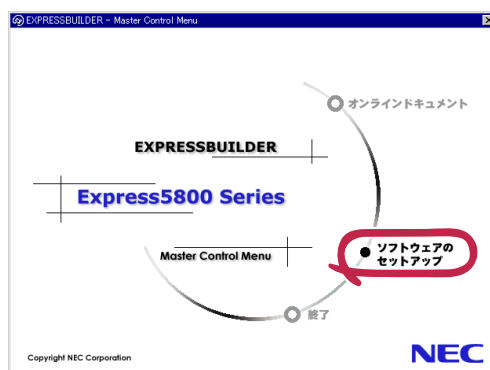 EXPRESSBUILDER - Master Control Menu
オンラインドキュメント
EXPRESSBUILDER
Express5800 Series
ソフトウェアの
セットアップ
Master Control Menu
終了
Copyright NEC Corporation
NEC